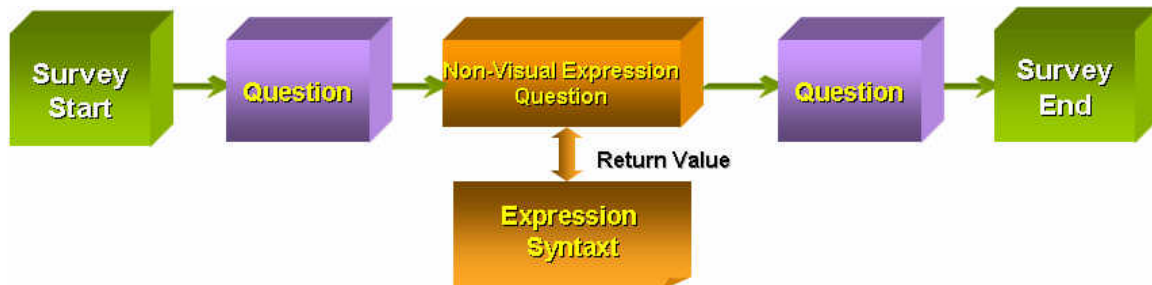 Survey
Start
Question
Non-Visual Expression
Question
Question
Survey
End
Return Value
Expression
Syntaxt